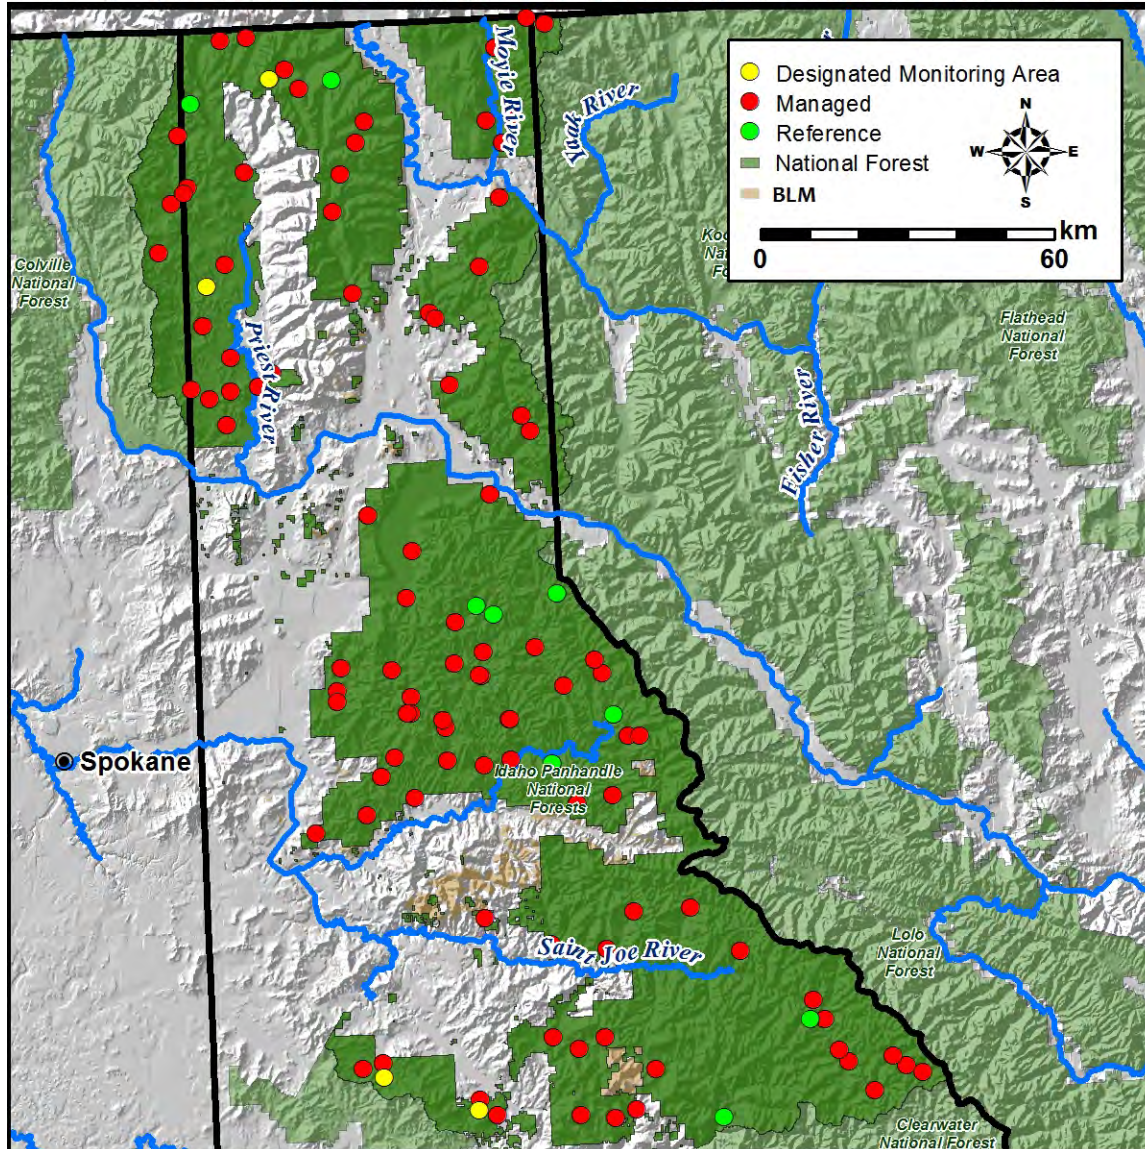 Designated Monitoring Area
Managed
Reference
National Forest
BLM
N
W
E
S
km
0
60
Moyie River
Yaak River
Colville
National
Forest
Flathead
National
Forest
Priest River
Fisher River
Spokane
Idaho Panhandle
National
Forests
Saint Joe River
Lolo
National
Forest
Clearwater
National Forest